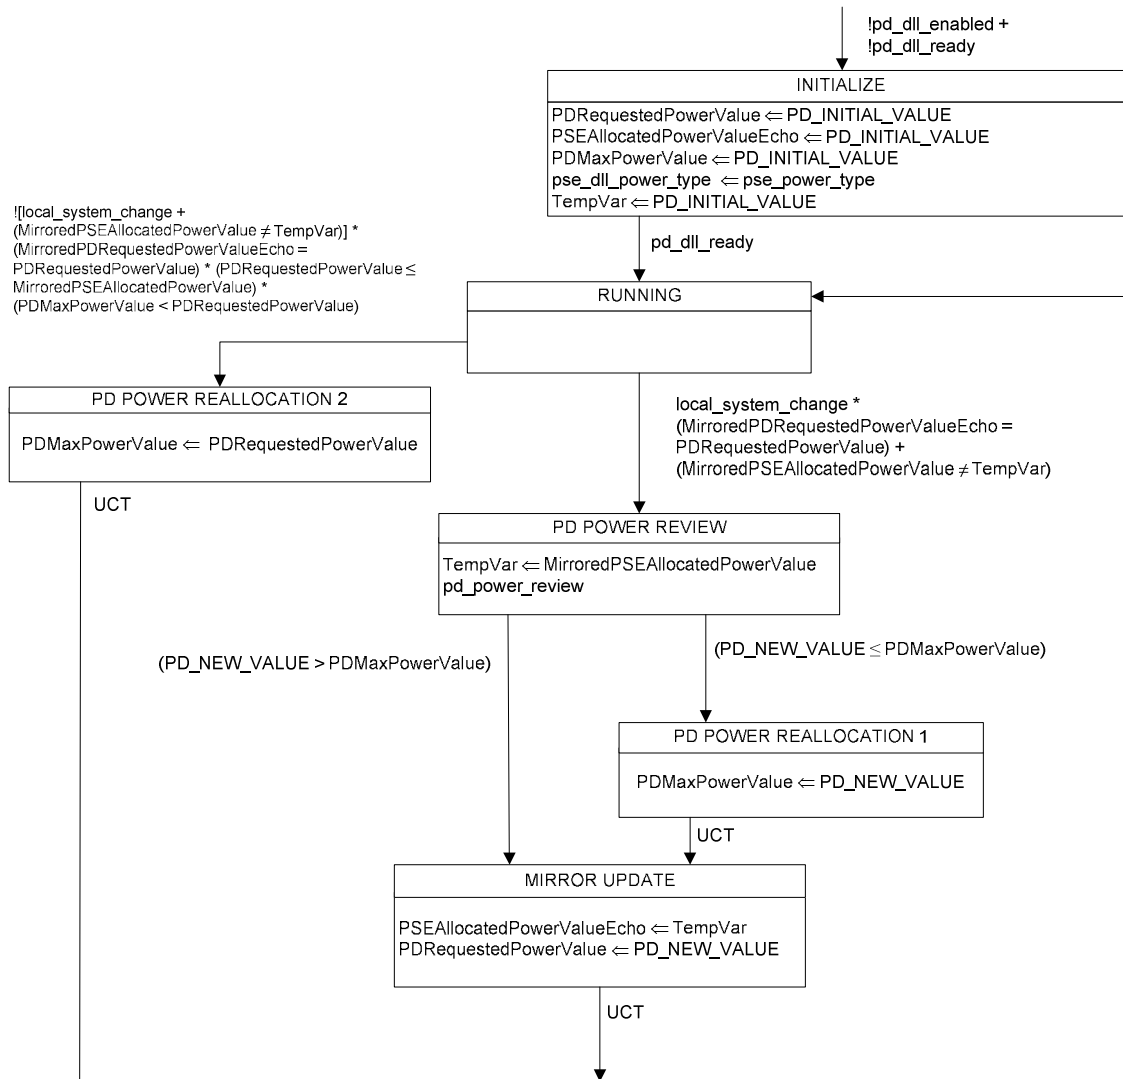 !pd_dll_enabled +
!pd_dll_ready
INITIALIZE
PDRequestedPowerValue ⇐ PD_INITIAL_VALUE
PSEAllocatedPowerValueEcho ⇐ PD_INITIAL_VALUE
PDMaxPowerValue ⇐ PD_INITIAL_VALUE
pse_dll_power_type ⇐ pse_power_type
TempVar ⇐ PD_INITIAL_VALUE
![local_system_change +
(MirroredPSEAllocatedPowerValue ≠ TempVar)] *
(MirroredPDRequestedPowerValueEcho =
PDRequestedPowerValue) * (PDRequestedPowerValue ≤
MirroredPSEAllocatedPowerValue) *
(PDMaxPowerValue < PDRequestedPowerValue)
pd_dll_ready
RUNNING
PD POWER REALLOCATION 2
PDMaxPowerValue ⇐ PDRequestedPowerValue
UCT
local_system_change *
(MirroredPDRequestedPowerValueEcho =
PDRequestedPowerValue) +
(MirroredPSEAllocatedPowerValue ≠ TempVar)
PD POWER REVIEW
TempVar ⇐ MirroredPSEAllocatedPowerValue
pd_power_review
(PD_NEW_VALUE > PDMaxPowerValue)
(PD_NEW_VALUE ≤ PDMaxPowerValue)
PD POWER REALLOCATION 1
PDMaxPowerValue ⇐ PD_NEW_VALUE
UCT
MIRROR UPDATE
PSEAllocatedPowerValueEcho ⇐ TempVar
PDRequestedPowerValue ⇐ PD_NEW_VALUE
UCT